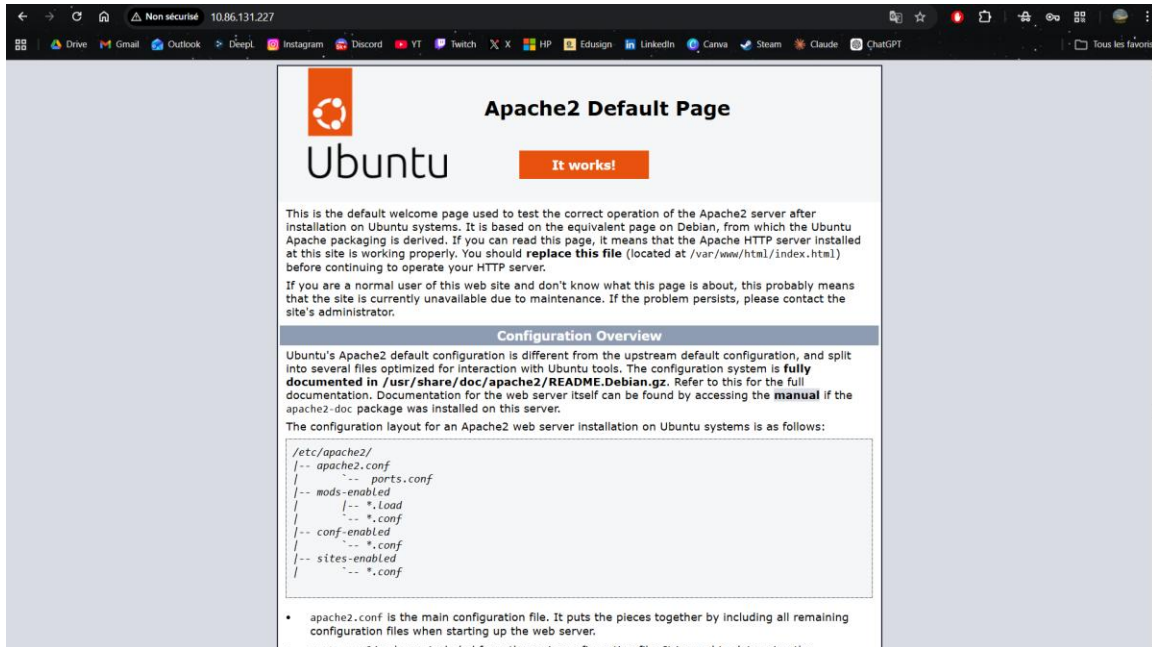 Non sécurisé 10.86.131.227
Drive Gmail Outlook DeepL Instagram Discord YT Twitch X HP Edusign LinkedIn Canva Steam Claude ChatGPT Tous les favoris
Apache2 Default Page
Ubuntu
It works!
This is the default welcome page used to test the correct operation of the Apache2 server after
installation on Ubuntu systems. It is based on the equivalent page on Debian, from which the Ubuntu
Apache packaging is derived. If you can read this page, it means that the Apache HTTP server installed
at this site is working properly. You should replace this file (located at /var/www/html/index.html)
before continuing to operate your HTTP server.
If you are a normal user of this web site and don't know what this page is about, this probably means
that the site is currently unavailable due to maintenance. If the problem persists, please contact the
site's administrator.
Configuration Overview
Ubuntu's Apache2 default configuration is different from the upstream default configuration, and split
into several files optimized for interaction with Ubuntu tools. The configuration system is fully
documented in /usr/share/doc/apache2/README.Debian.gz. Refer to this for the full
documentation. Documentation for the web server itself can be found by accessing the manual if the
apache2-doc package was installed on this server.
The configuration layout for an Apache2 web server installation on Ubuntu systems is as follows:
/etc/apache2/
|-- apache2.conf
|       `--  ports.conf
|-- mods-enabled
|       |-- *.load
|       `-- *.conf
|-- conf-enabled
|       `-- *.conf
|-- sites-enabled
|       `-- *.conf
• apache2.conf is the main configuration file. It puts the pieces together by including all remaining
configuration files when starting up the web server.